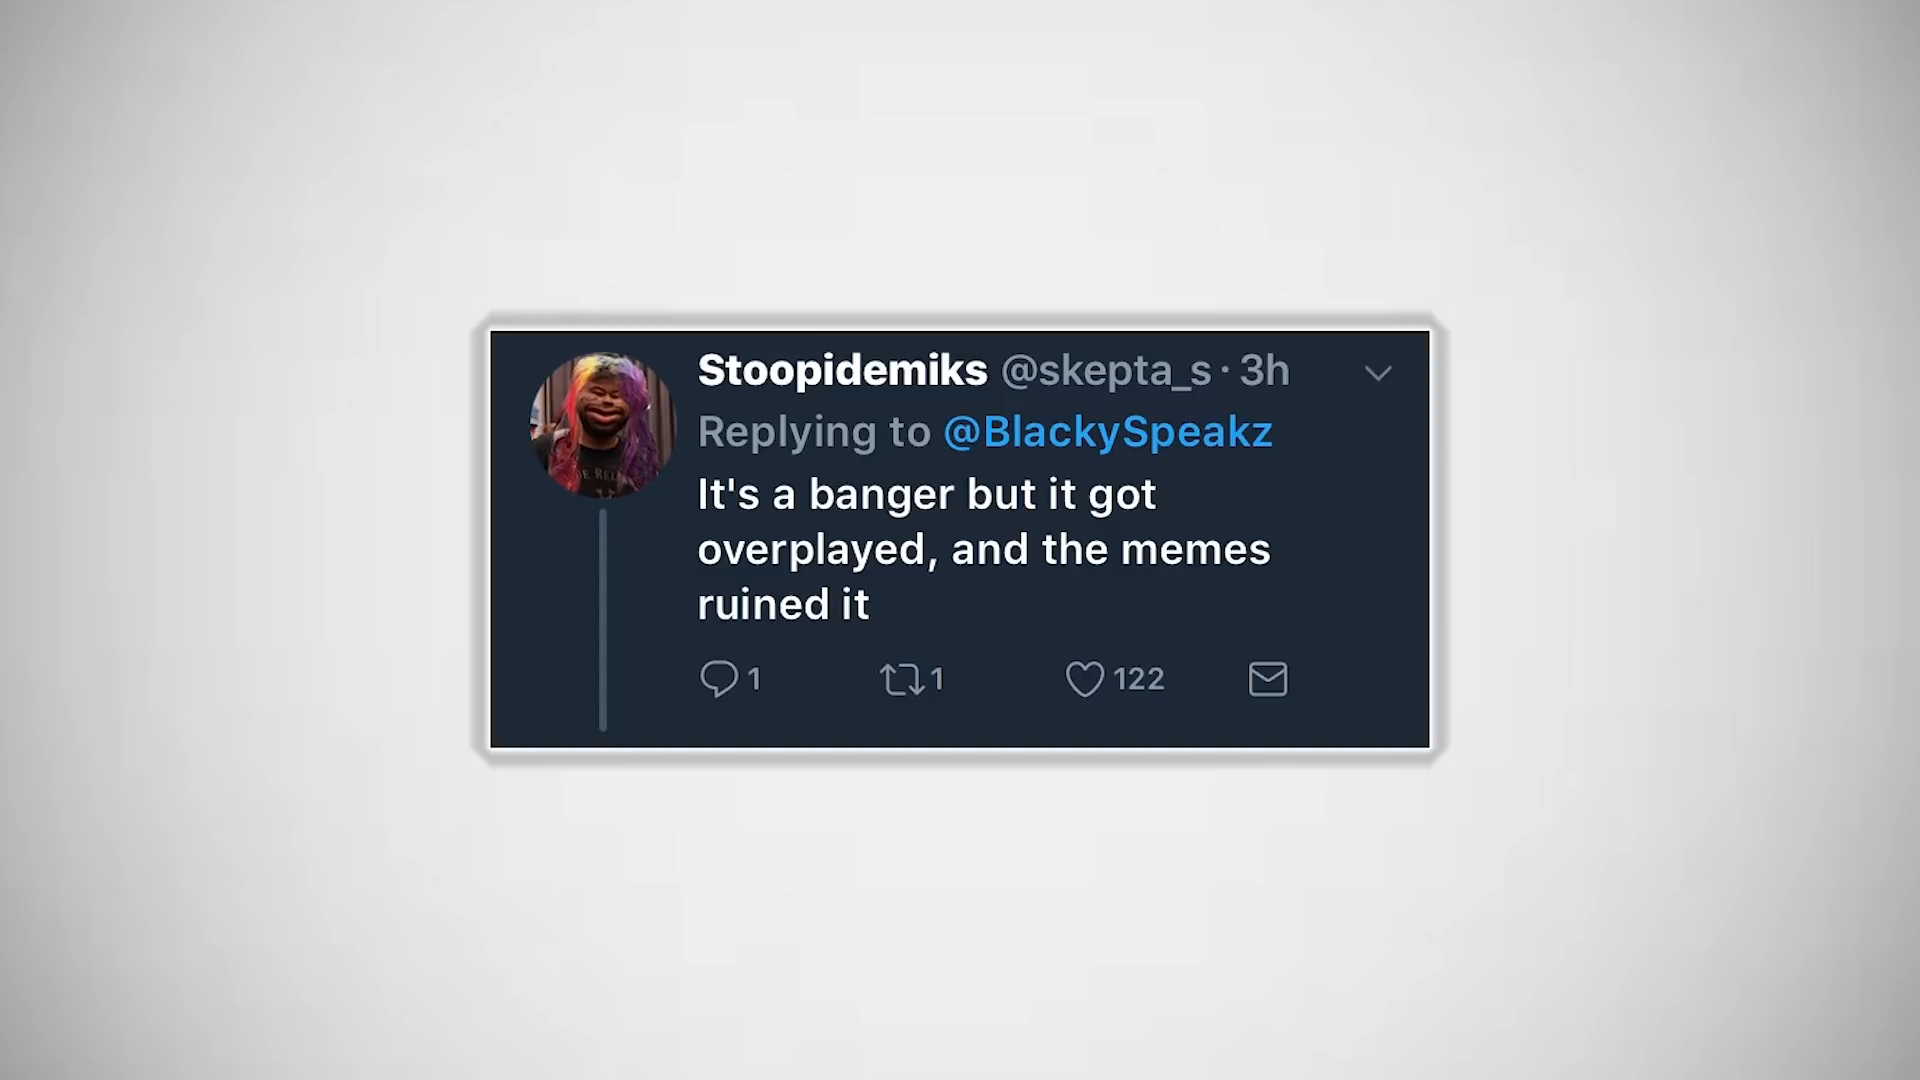 Stoopidemiks @skepta_s · 3h
Replying to @BlackySpeakz
It's a banger but it got
overplayed, and the memes
ruined it
1 1 122